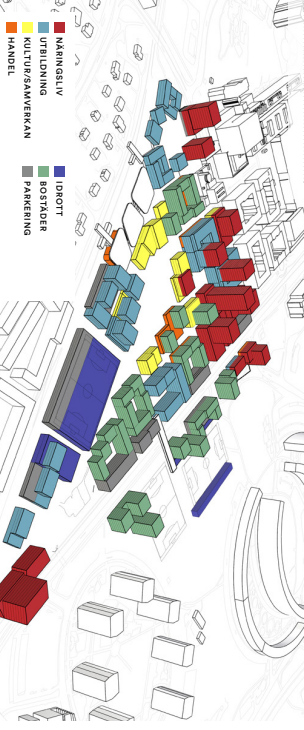 NÄRINGSLIV
UTBILDNING
KULTUR/SAMVERKAN
HANDEL
IDROTT
BOSTÄDER
PARKERING